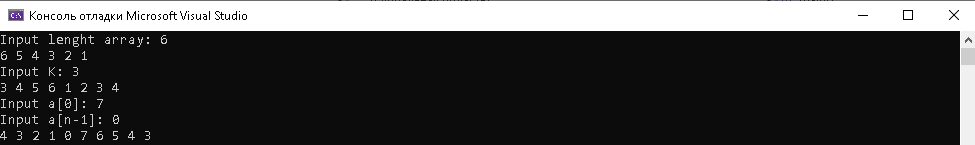 Консоль отладки Microsoft Visual Studio
Input lenght array: 6
6 5 4 3 2 1
Input K: 3
3 4 5 6 1 2 3 4
Input a[0]: 7
Input a[n-1]: 0
4 3 2 1 0 7 6 5 4 3